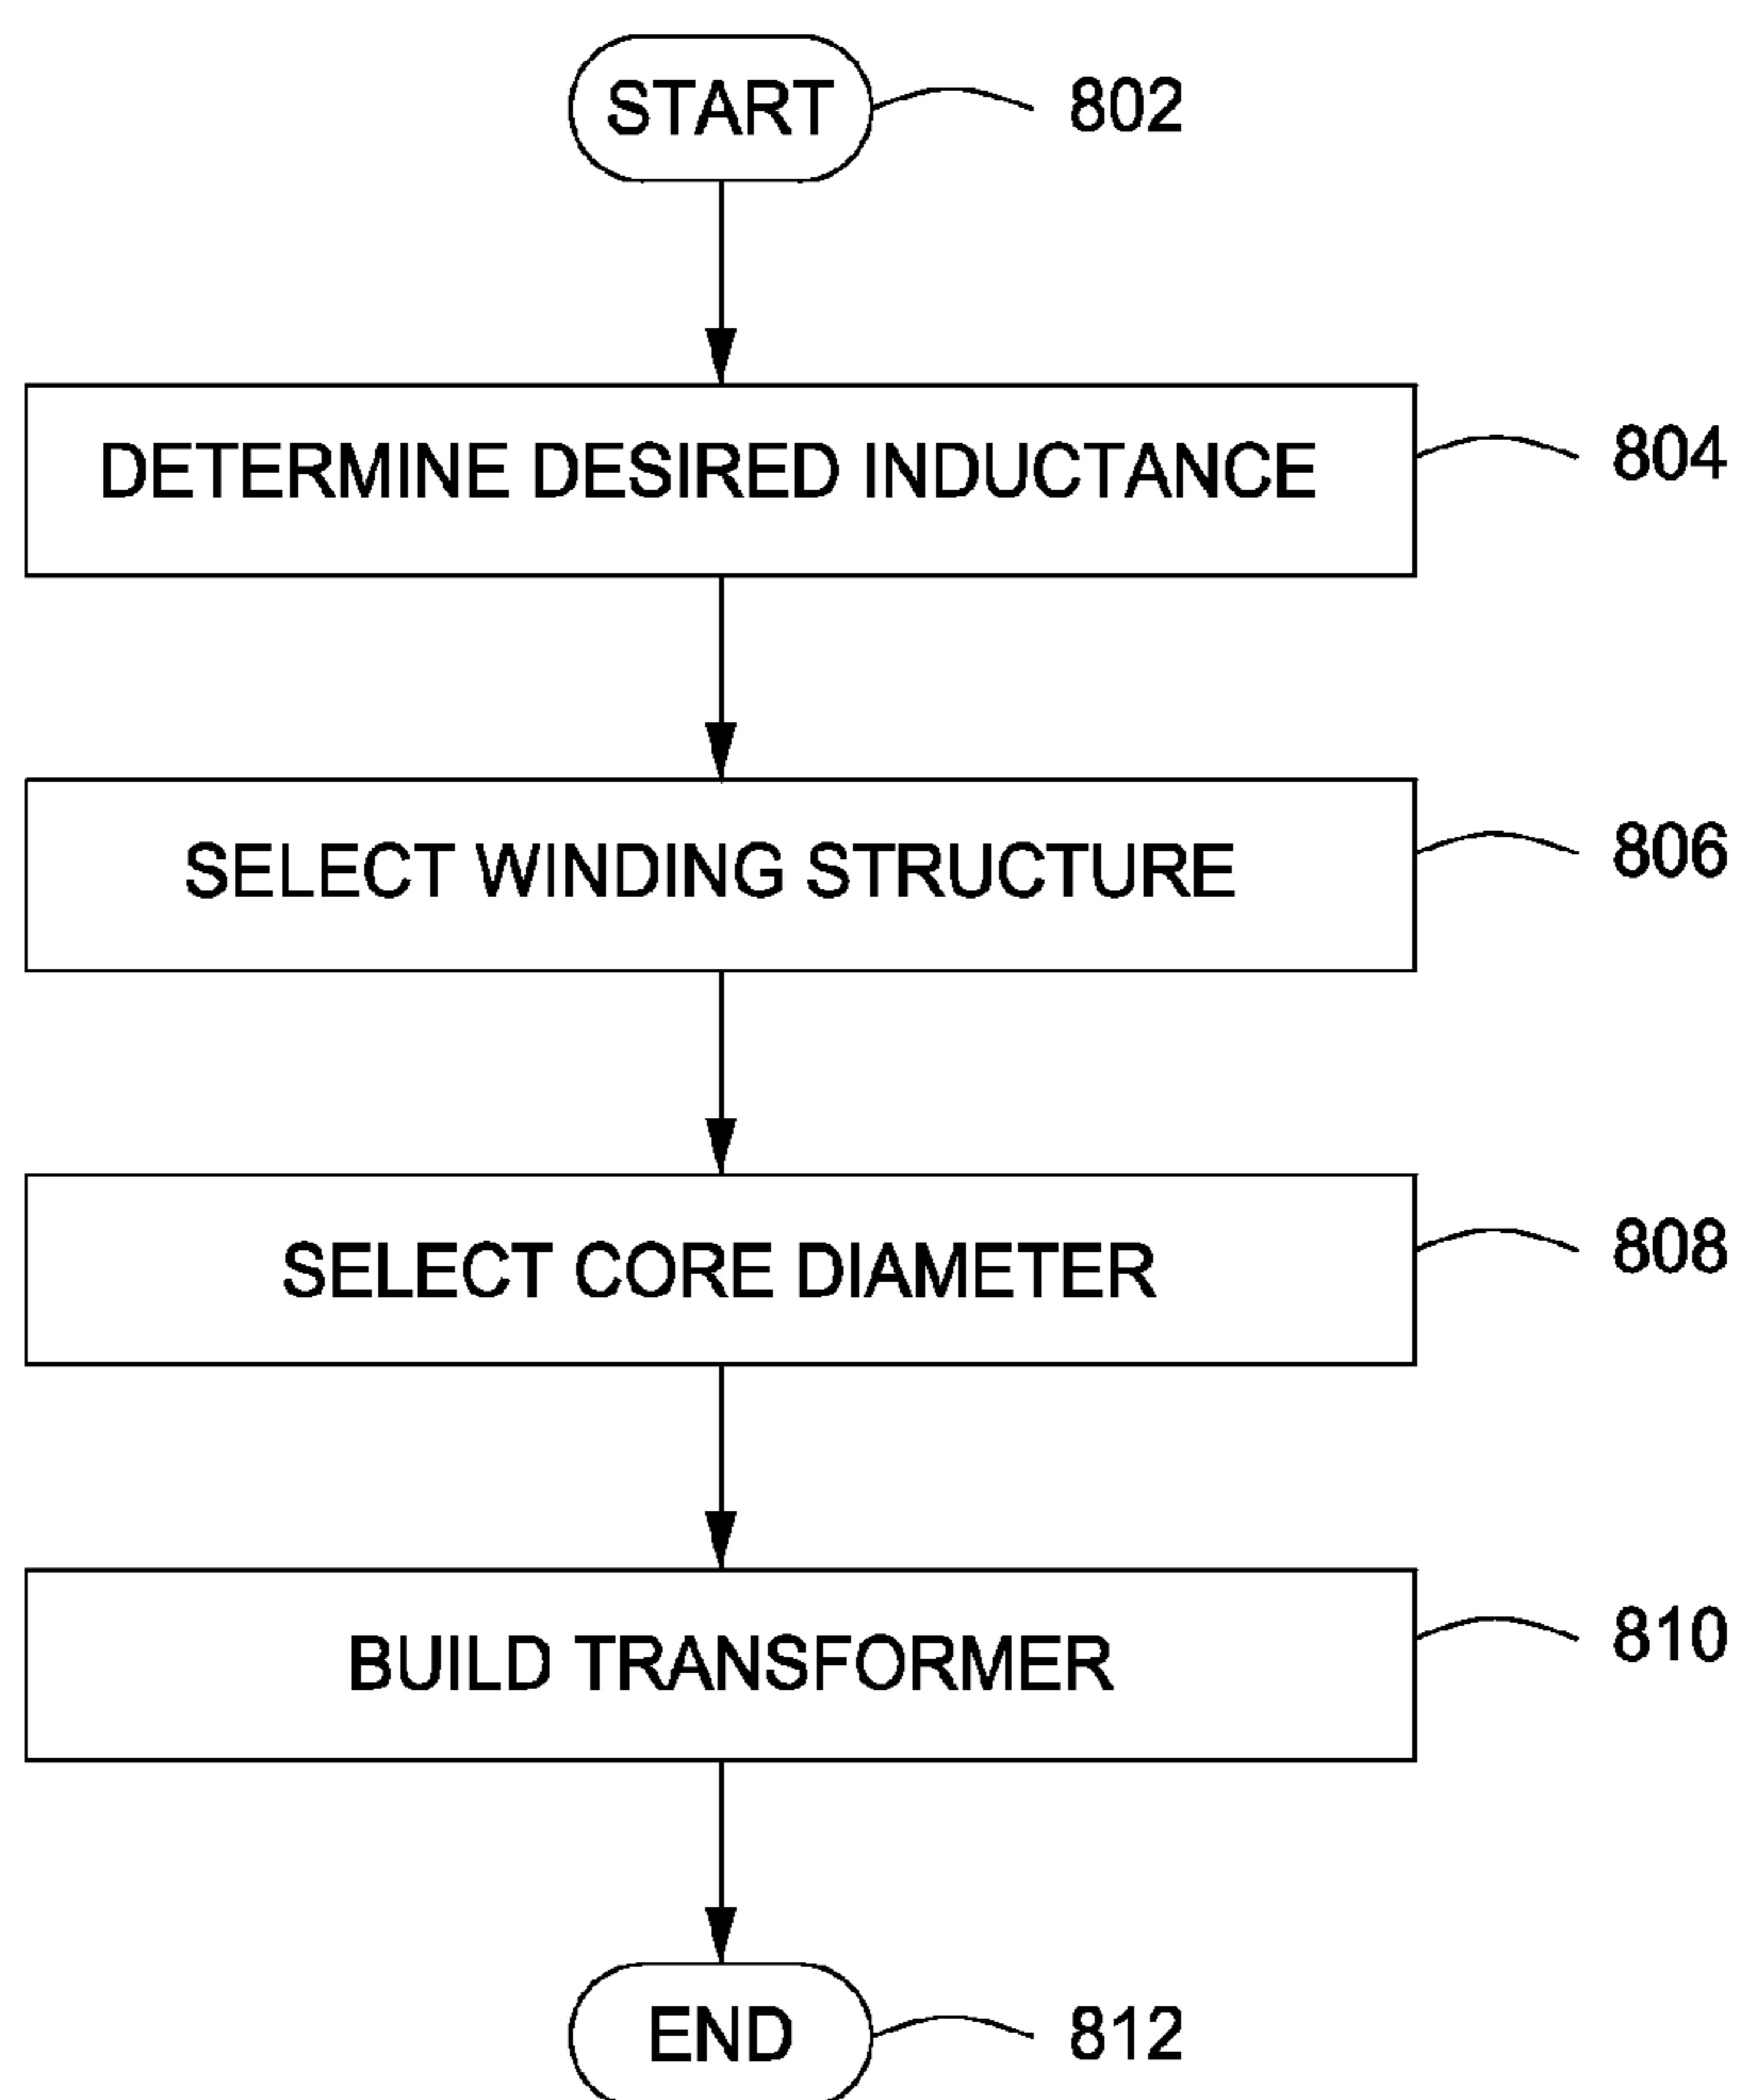 START
802
DETERMINE DESIRED INDUCTANCE
804
SELECT WINDING STRUCTURE
806
SELECT CORE DIAMETER
808
BUILD TRANSFORMER
810
END
812